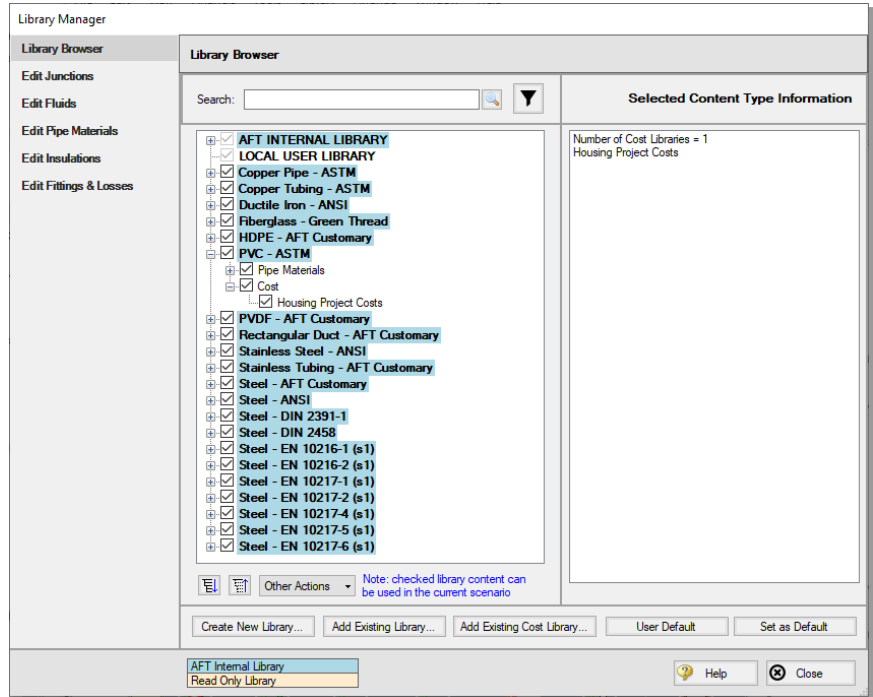 Library Manager
Library Browser
Edit Junctions
Edit Fluids
Edit Pipe Materials
Edit Insulations
Edit Fittings & Losses
Library Browser
Search:
AFT INTERNAL LIBRARY
LOCAL USER LIBRARY
Copper Pipe - ASTM
Copper Tubing - ASTM
Ductile Iron - ANSI
Fiberglass - Green Thread
HDPE - AFT Customary
PVC - ASTM
Pipe Materials
Cost
Housing Project Costs
PVDF - AFT Customary
Rectangular Duct - AFT Customary
Stainless Steel - ANSI
Stainless Tubing - AFT Customary
Steel - AFT Customary
Steel - ANSI
Steel - DIN 2391-1
Steel - DIN 2458
Steel - EN 10216-1 (s1)
Steel - EN 10216-2 (s1)
Steel - EN 10217-1 (s1)
Steel - EN 10217-2 (s1)
Steel - EN 10217-4 (s1)
Steel - EN 10217-5 (s1)
Steel - EN 10217-6 (s1)
Other Actions
Note: checked library content can
be used in the current scenario
Selected Content Type Information
Number of Cost Libraries = 1
Housing Project Costs
Create New Library...
Add Existing Library...
Add Existing Cost Library...
User Default
Set as Default
AFT Internal Library
Read Only Library
Help
Close